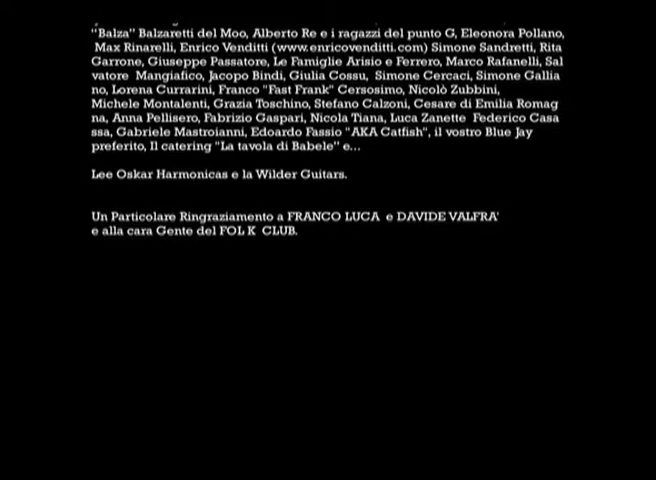 "Balza" Balzaretti del Moo, Alberto Re e i ragazzi del punto G, Eleonora Pollano,
Max Rinarelli, Enrico Venditti (www.enricovenditti.com) Simone Sandretti, Rita
Garrone, Giuseppe Passatore, Le Famiglie Arisio e Ferrero, Marco Rafanelli, Sal
vatore Mangiafico, Jacopo Bindi, Giulia Cossu, Simone Cercaci, Simone Gallia
no, Lorena Currarini, Franco "Fast Frank" Cersosimo, Nicolò Zubbini,
Michele Montalenti, Grazia Toschino, Stefano Calzoni, Cesare di Emilia Romag
na, Anna Pellisero, Fabrizio Gaspari, Nicola Tiana, Luca Zanette Federico Casa
ssa, Gabriele Mastroianni, Edoardo Fassio "AKA Catfish", il vostro Blue Jay
preferito, Il catering "La tavola di Babele" e...
Lee Oskar Harmonicas e la Wilder Guitars.
Un Particolare Ringraziamento a FRANCO LUCA e DAVIDE VALFRA'
e alla cara Gente del FOL K CLUB.